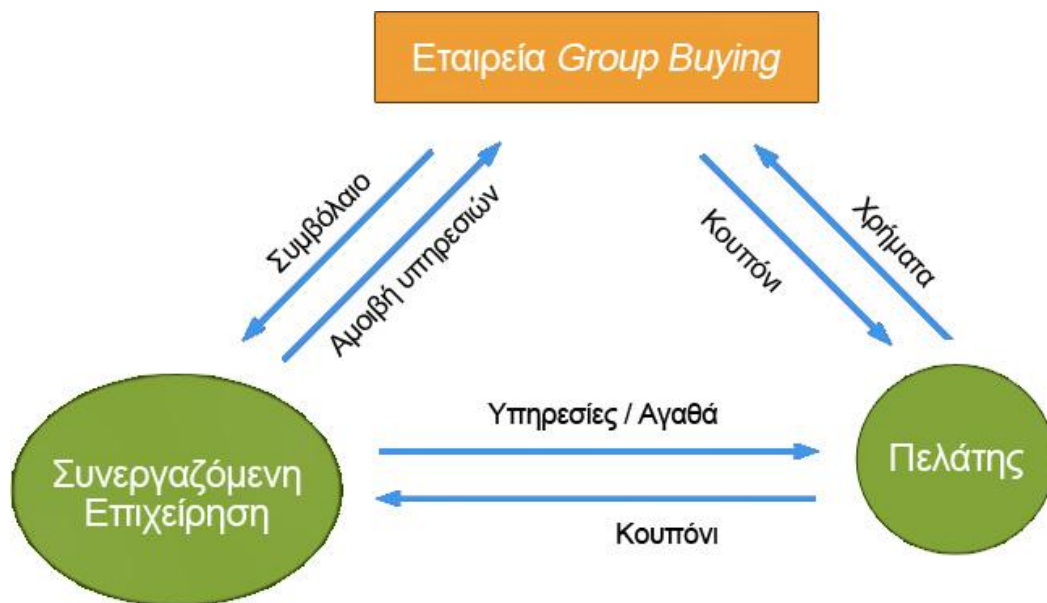 Εταιρεία Group Buying
Συμβόλαιο
Αμοιβή υπηρεσιών
Κουπόνι
Χρήματα
Υπηρεσίες / Αγαθά
Συνεργαζόμενη
Επιχείρηση
Πελάτης
Κουπόνι